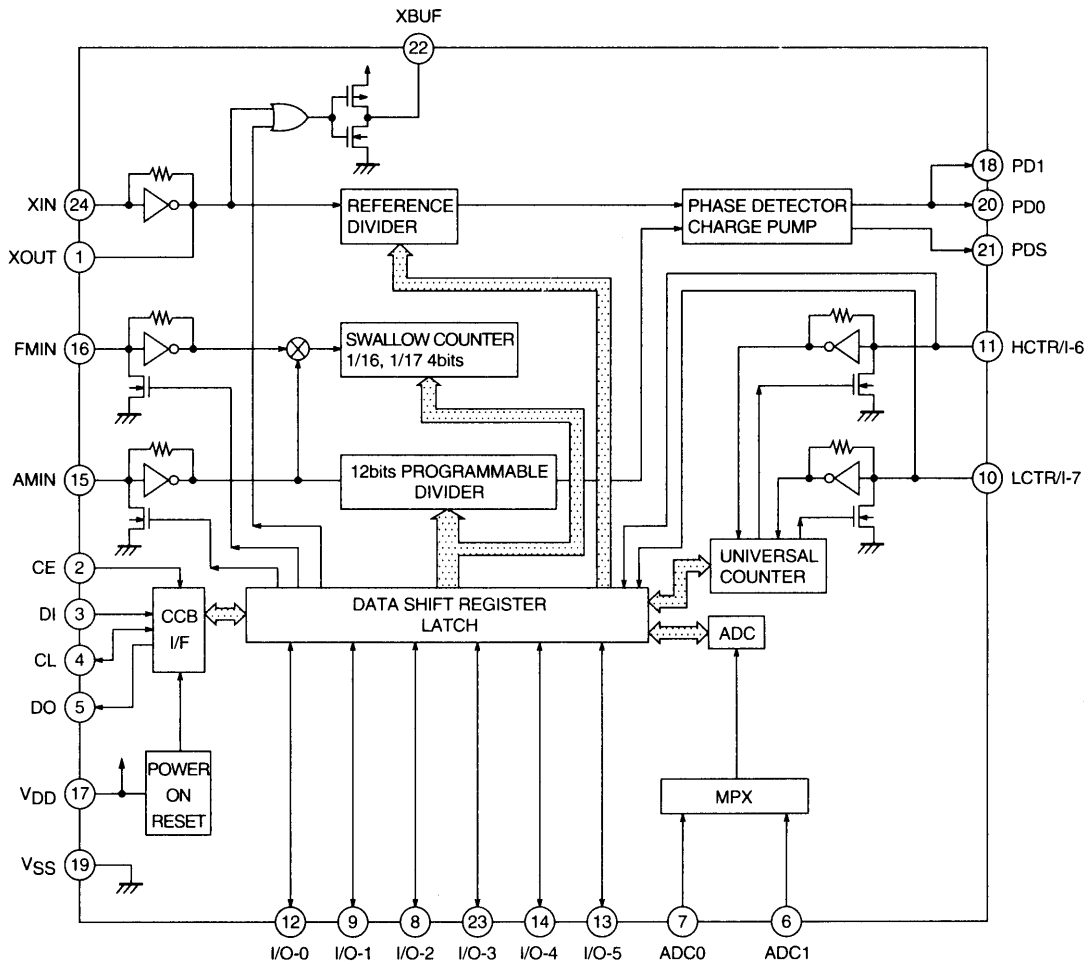 XBUF
22
XIN
24
XOUT
1
REFERENCE
DIVIDER
PHASE DETECTOR
CHARGE PUMP
18
PD1
20
PD0
21
PDS
FMIN
16
SWALLOW COUNTER
1/16, 1/17 4bits
11
HCTR/I-6
AMIN
15
12bits PROGRAMMABLE
DIVIDER
10
LCTR/I-7
UNIVERSAL
COUNTER
CE
2
DI
3
CL
4
DO
5
CCB
I/F
DATA SHIFT REGISTER
LATCH
ADC
VDD
17
POWER
ON
RESET
MPX
VSS
19
12
9
8
23
14
13
7
6
I/O-0
I/O-1
I/O-2
I/O-3
I/O-4
I/O-5
ADC0
ADC1